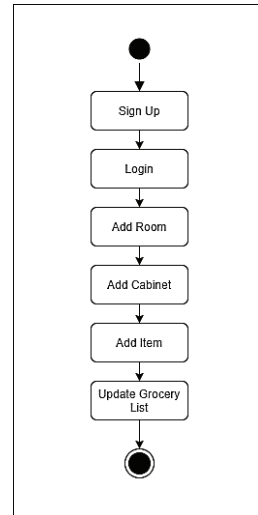 Sign Up
Login
Add Room
Add Cabinet
Add Item
Update Grocery
List